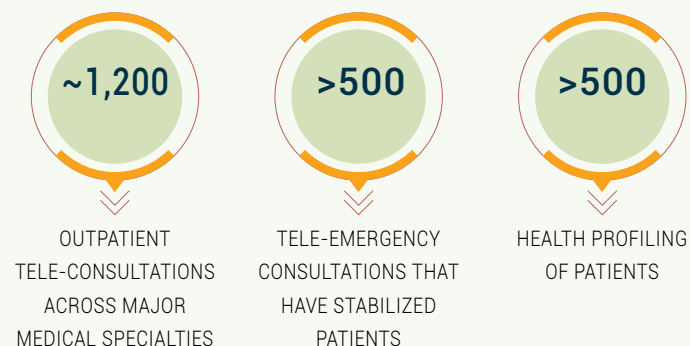 ~1,200
OUTPATIENT
TELE-CONSULTATIONS
ACROSS MAJOR
MEDICAL SPECIALTIES
>500
TELE-EMERGENCY
CONSULTATIONS THAT
HAVE STABILIZED
PATIENTS
>500
HEALTH PROFILING
OF PATIENTS